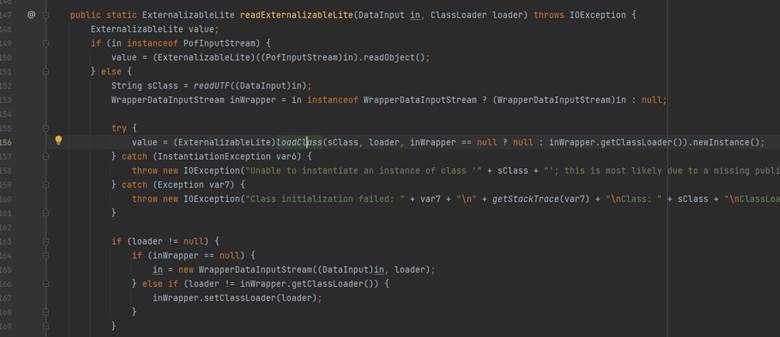 147 @ public static ExternalizableLite readExternalizableLite(DataInput in, ClassLoader loader) throws IOException {
148 ExternalizableLite value;
149 if (in instanceof PofInputStream) {
150 value = (ExternalizableLite)((PofInputStream)in).readObject();
151 } else {
152 String sClass = readUTF((DataInput)in);
153 WrapperDataInputStream inWrapper = in instanceof WrapperDataInputStream ? (WrapperDataInputStream)in : null;
155 try {
156 value = (ExternalizableLite)loadClass(sClass, loader, inWrapper == null ? null : inWrapper.getClassLoader()).newInstance();
157 } catch (InstantiationException var6) {
158 throw new IOException("Unable to instantiate an instance of class '" + sClass + "'; this is most likely due to a missing publi
159 } catch (Exception var7) {
160 throw new IOException("Class initialization failed: " + var7 + "\n" + getStackTrace(var7) + "\nClass: " + sClass + "\nClassLoa
161 }
163 if (loader != null) {
164 if (inWrapper == null) {
165 in = new WrapperDataInputStream((DataInput)in, loader);
166 } else if (loader != inWrapper.getClassLoader()) {
167 inWrapper.setClassLoader(loader);
168 }
169 }